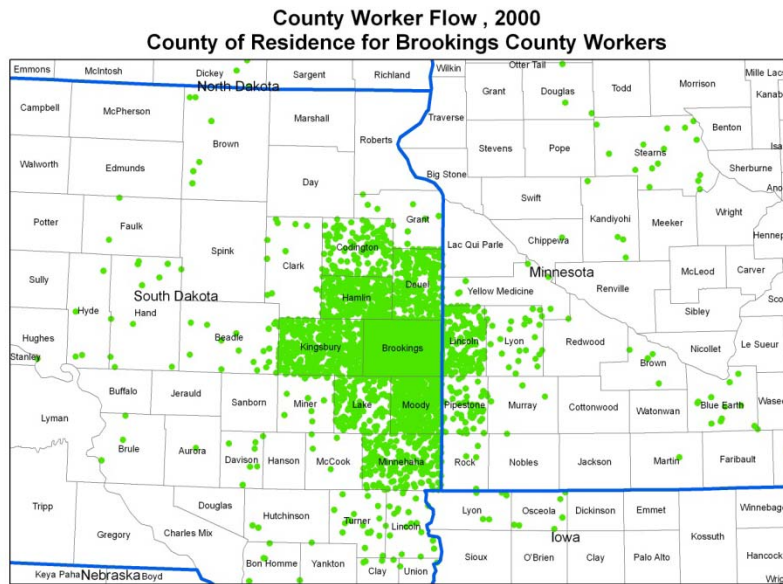 County Worker Flow , 2000
County of Residence for Brookings County Workers
Emmons McIntosh Dickey Sargent Richland Wilkin Otter Tail Todd Morrison Mille Lacs
North Dakota
Grant Douglas Kanab
Campbell McPherson Marshall Traverse Benton
Brown Roberts Stevens Pope Stearns Isa
Walworth Edmunds Big Stone Sherburne
Day Swift Ano
Potter Faulk Grant Kandiyohi Meeker Wright
Spink Clark Codington Lac Qui Parle Chippewa Hennep
Sully Deuel Minnesota McLeod Carver
Hyde Hand South Dakota Hamlin Yellow Medicine Renville Sco
Sibley
Hughes Beadle Kingsbury Brookings Lincoln Lyon Redwood Le Sueur
Stanley Brown Nicollet
Buffalo Jerauld Sanborn Miner Lake Moody Pipestone Murray Cottonwood Watonwan Blue Earth Wasec
Lyman
Brule Aurora Davison Hanson McCook Minnehaha Rock Nobles Jackson Martin Faribault
Tripp Douglas Hutchinson Turner Lincoln Lyon Osceola Dickinson Emmet Winnebag
Gregory Charles Mix Iowa Kossuth
Sioux O'Brien Clay Palo Alto Hancock
Keya Paha Nebraska Boyd Bon Homme Yankton Clay Union